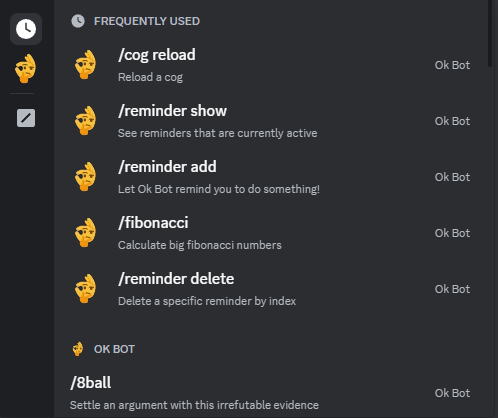 FREQUENTLY USED
/cog reload
Reload a cog
Ok Bot
/reminder show
See reminders that are currently active
Ok Bot
/reminder add
Let Ok Bot remind you to do something!
Ok Bot
/fibonacci
Calculate big fibonacci numbers
Ok Bot
/reminder delete
Delete a specific reminder by index
Ok Bot
OK BOT
/8ball
Settle an argument with this irrefutable evidence
Ok Bot